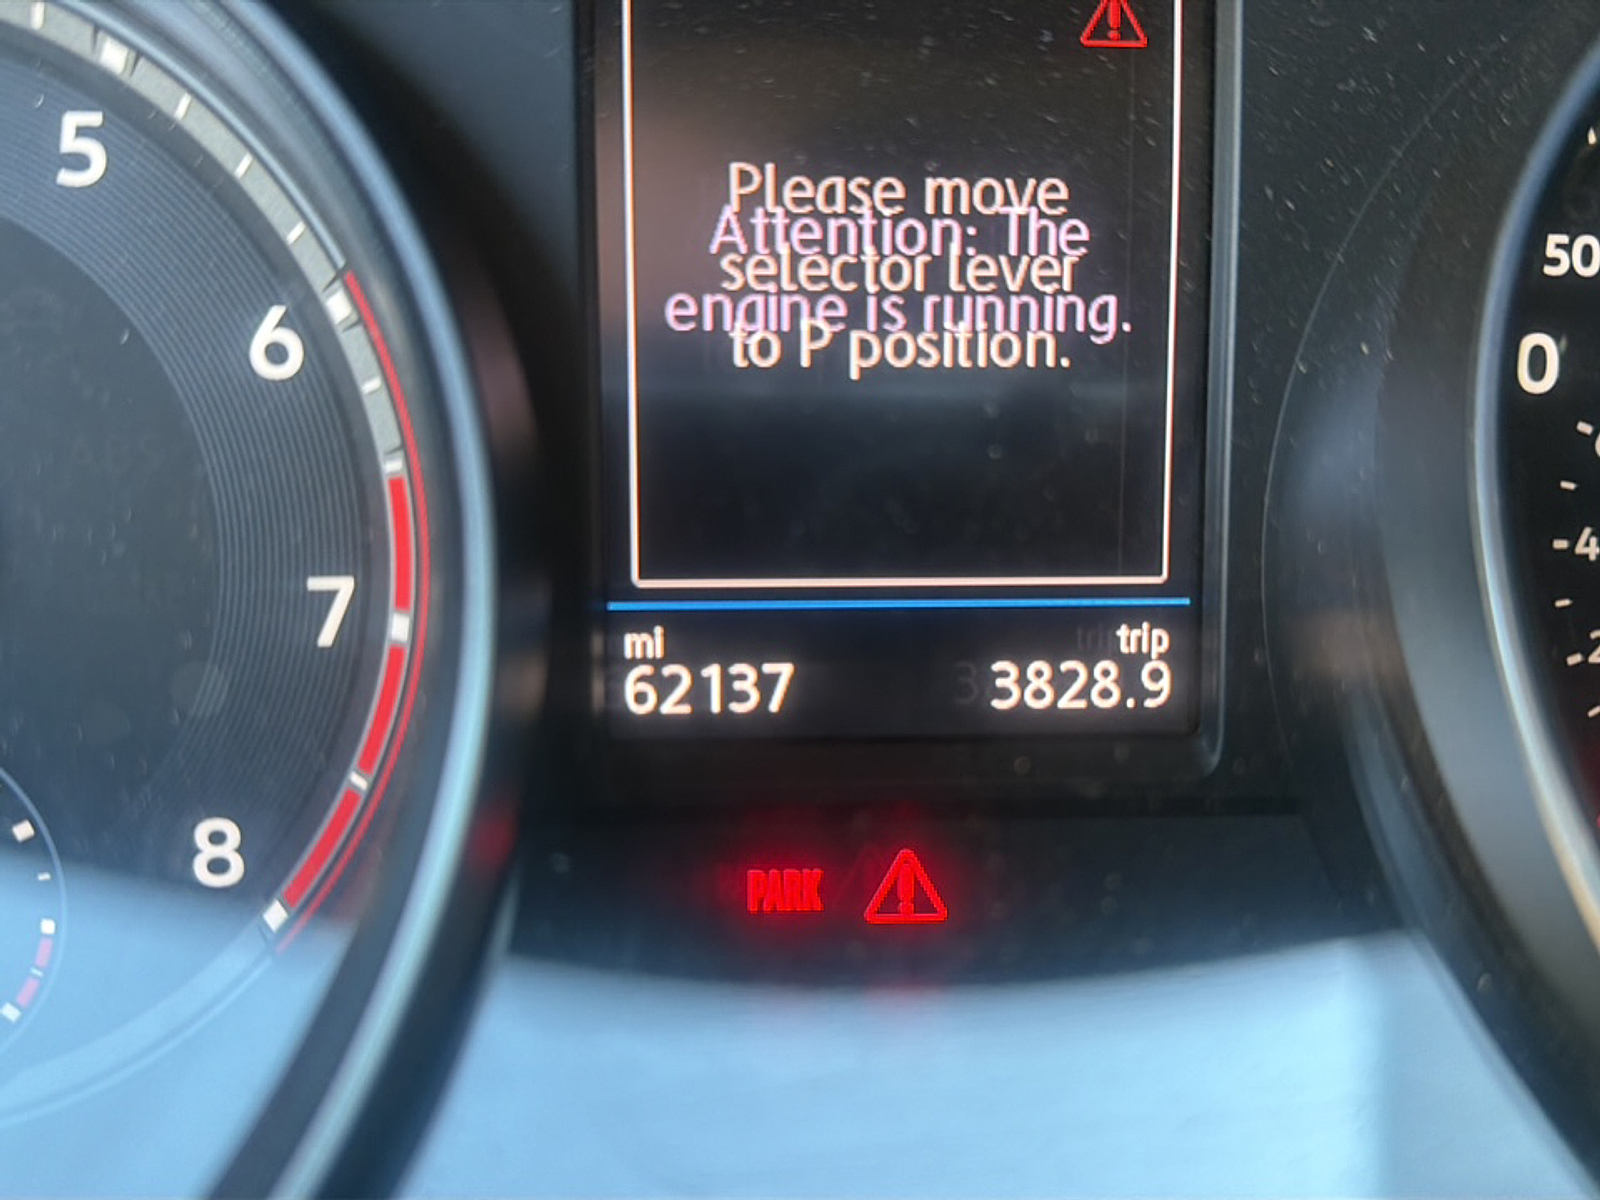 5
6
7
8
Please move
selector lever
to P position.
Attention: The
engine is running.
mi
62137
trip
3828.9
PARK
50
0